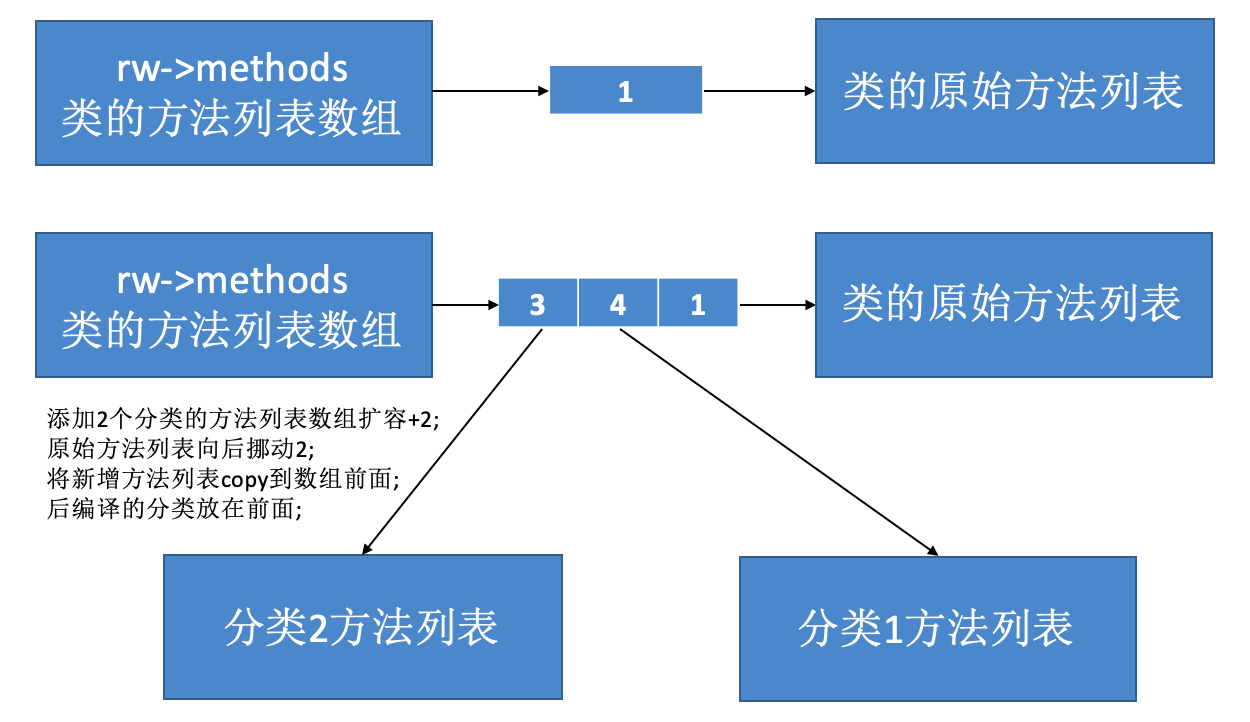 rw->methods
类的方法列表数组
1
类的原始方法列表
rw->methods
类的方法列表数组
3 4 1
类的原始方法列表
添加2个分类的方法列表数组扩容+2;
原始方法列表向后挪动2;
将新增方法列表copy到数组前面;
后编译的分类放在前面;
分类2方法列表
分类1方法列表